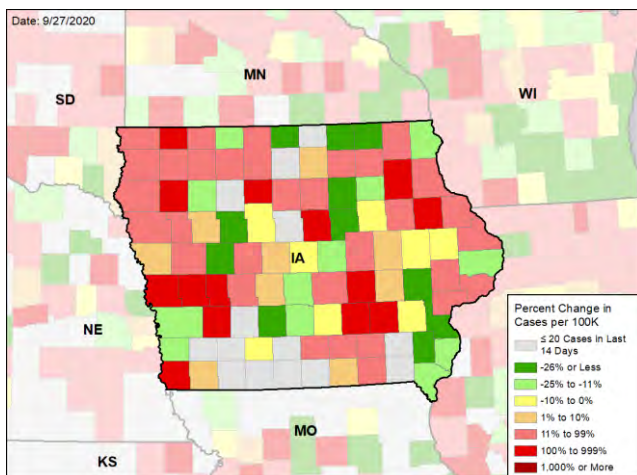 Date: 9/27/2020
MN
SD
WI
IA
NE
MO
KS
Percent Change in
Cases per 100K
≤ 20 Cases in Last
14 Days
-26% or Less
-25% to -11%
-10% to 0%
1% to 10%
11% to 99%
100% to 999%
1,000% or More